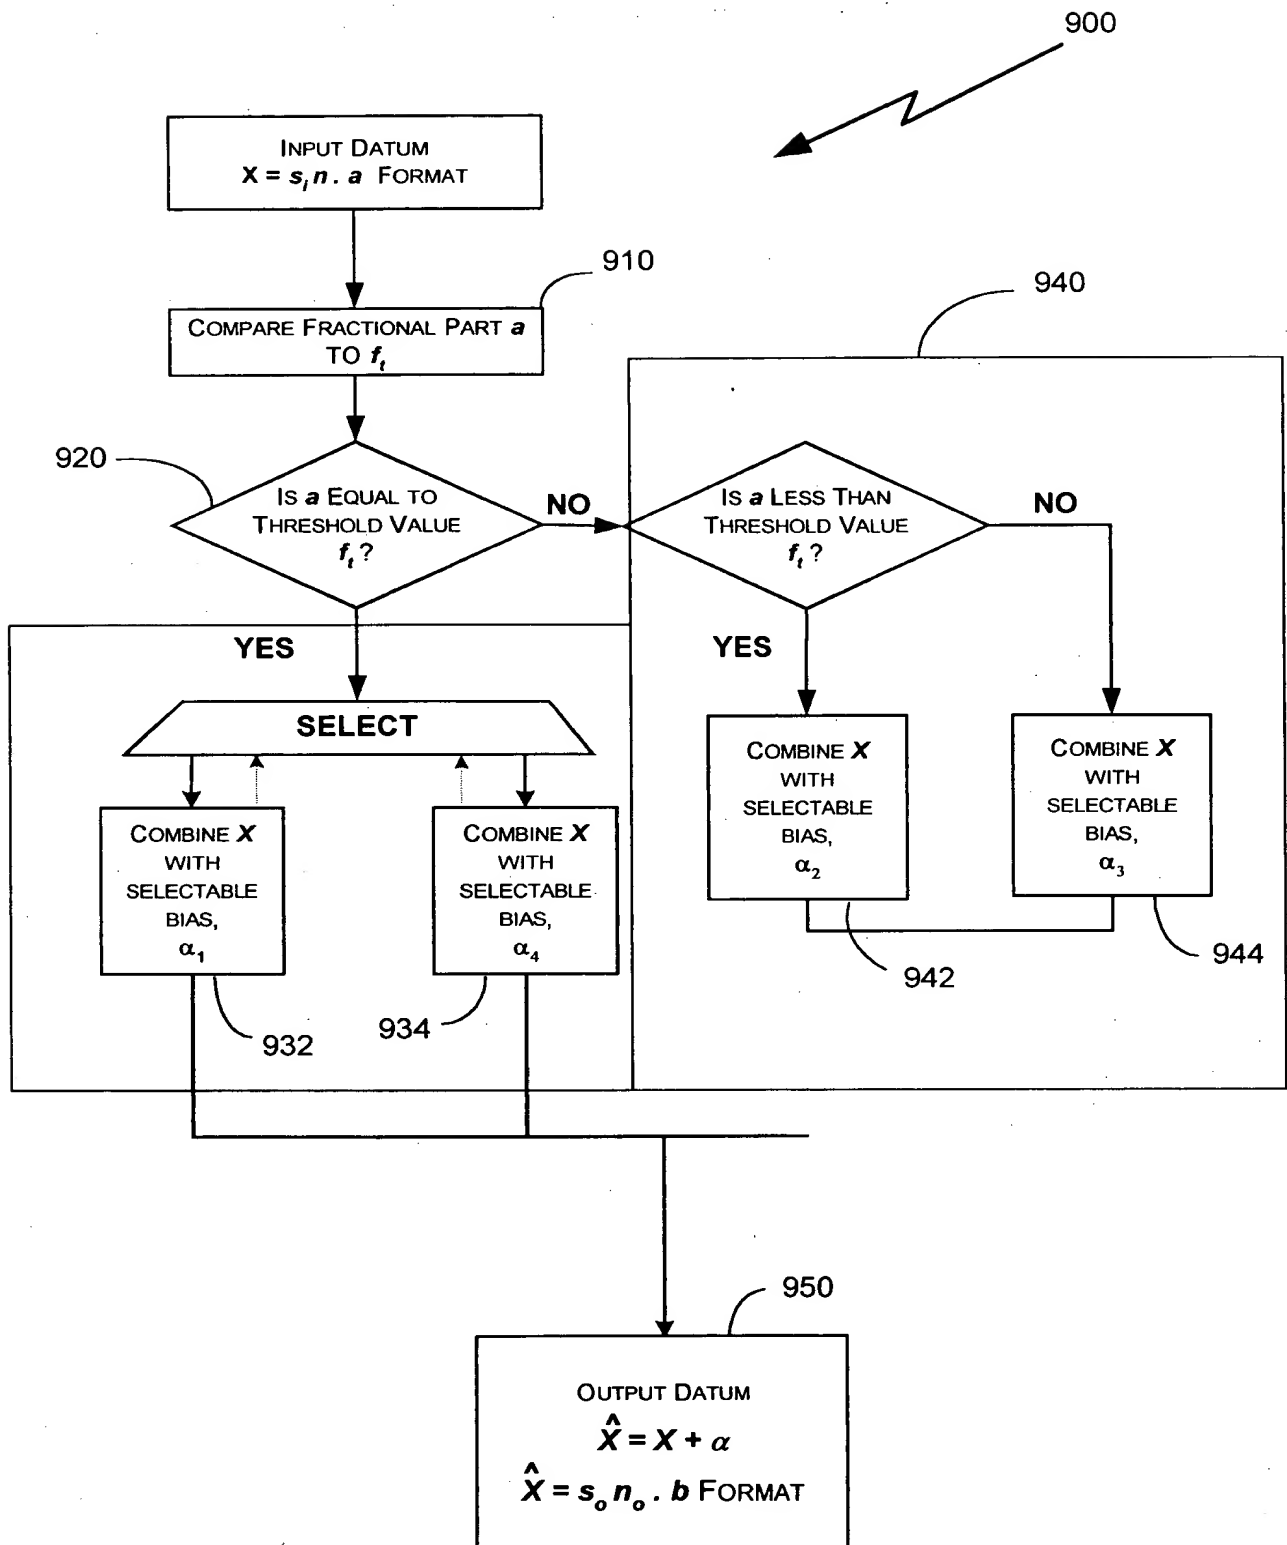 900
INPUT DATUM
X = s_i n . a FORMAT
910
COMPARE FRACTIONAL PART a
TO f_t
940
920
IS a EQUAL TO
THRESHOLD VALUE
f_t ?
NO
IS a LESS THAN
THRESHOLD VALUE
f_t ?
NO
YES
YES
SELECT
COMBINE X
WITH
SELECTABLE
BIAS,
α_1
COMBINE X
WITH
SELECTABLE
BIAS,
α_4
COMBINE X
WITH
SELECTABLE
BIAS,
α_2
COMBINE X
WITH
SELECTABLE
BIAS,
α_3
932
934
942
944
950
OUTPUT DATUM
X̂ = X + α
X̂ = s_o n_o . b FORMAT